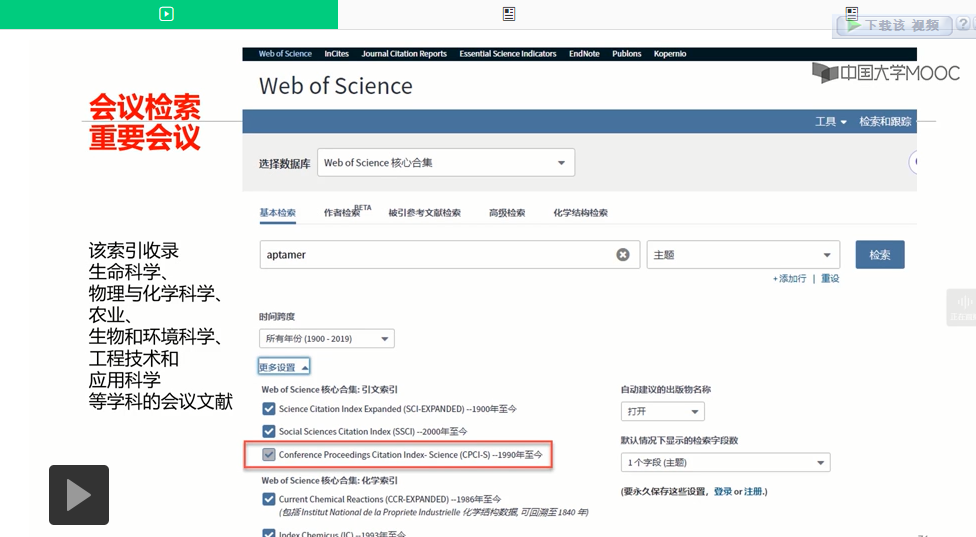 下载该 视频
?
Web of Science InCites Journal Citation Reports Essential Science Indicators EndNote Publons Kopernio
中国大学MOOC
Web of Science
会议检索
重要会议
工具 检索和跟踪
选择数据库 Web of Science 核心合集
基本检索 作者检索BETA 被引参考文献检索 高级检索 化学结构检索
aptamer 主题 检索
+添加行 | 重设
该索引收录
生命科学、
物理与化学科学、
农业、
生物和环境科学、
工程技术和
应用科学
等学科的会议文献
时间跨度
所有年份 (1900 - 2019)
更多设置
Web of Science 核心合集: 引文索引
Science Citation Index Expanded (SCI-EXPANDED) --1900年至今
Social Sciences Citation Index (SSCI) --2000年至今
Conference Proceedings Citation Index- Science (CPCI-S) --1990年至今
Web of Science 核心合集: 化学索引
Current Chemical Reactions (CCR-EXPANDED) --1986年至今
(包括 Institut National de la Propriete Industrielle 化学结构数据, 可回溯至 1840 年)
Index Chemicus (IC) --1993年至今
自动建议的出版物名称
打开
默认情况下显示的检索字段数
1 个字段 (主题)
(要永久保存这些设置，登录 or 注册.)